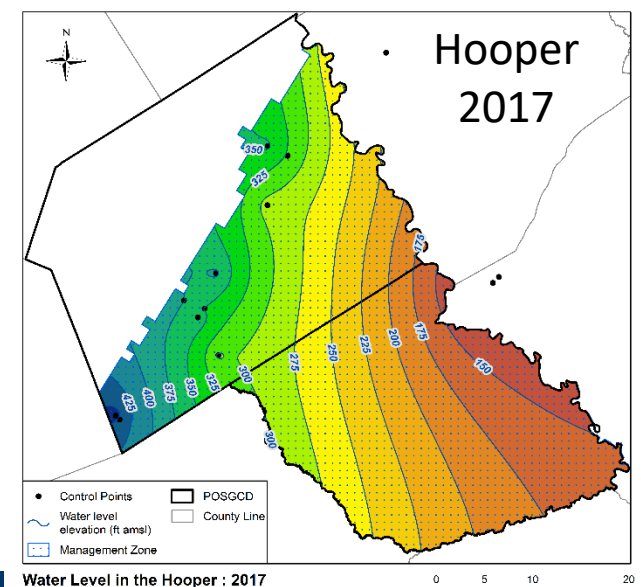 N
Hooper
2017
350
325
175
425
400
375
350
325
300
275
250
225
200
175
150
300
Control Points
POSGCD
Water level
elevation (ft amsl)
County Line
Management Zone
Water Level in the Hooper : 2017
0 5 10 20